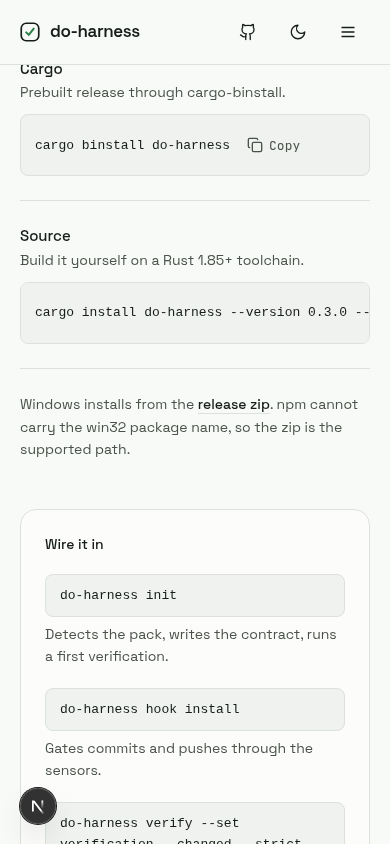 do-harness
Cargo
Prebuilt release through cargo-binstall.
cargo binstall do-harness Copy
Source
Build it yourself on a Rust 1.85+ toolchain.
cargo install do-harness --version 0.3.0 --
Windows installs from the release zip. npm cannot
carry the win32 package name, so the zip is the
supported path.
Wire it in
do-harness init
Detects the pack, writes the contract, runs
a first verification.
do-harness hook install
Gates commits and pushes through the
sensors.
N
do-harness verify --set
verification --changed --strict